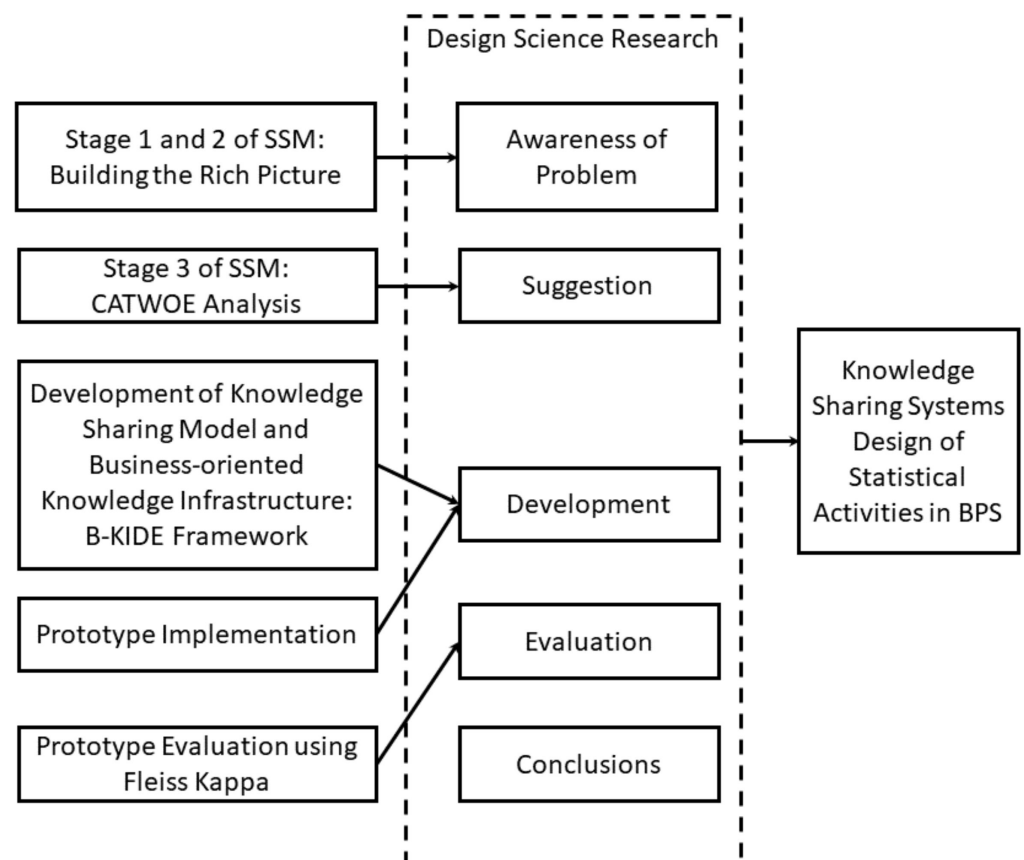 Design Science Research
Stage 1 and 2 of SSM:
Building the Rich Picture
Awareness of
Problem
Stage 3 of SSM:
CATWOE Analysis
Suggestion
Development of Knowledge
Sharing Model and
Business-oriented
Knowledge Infrastructure:
B-KIDE Framework
Development
Prototype Implementation
Evaluation
Prototype Evaluation using
Fleiss Kappa
Conclusions
Knowledge
Sharing Systems
Design of
Statistical
Activities in BPS